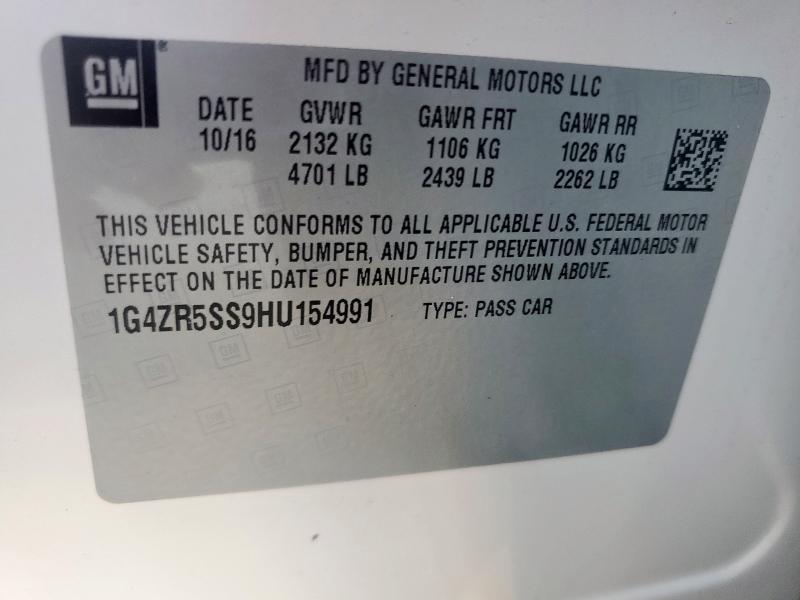 GM
MFD BY GENERAL MOTORS LLC
DATE GVWR GAWR FRT GAWR RR
10/16 2132 KG 1106 KG 1026 KG
4701 LB 2439 LB 2262 LB
THIS VEHICLE CONFORMS TO ALL APPLICABLE U.S. FEDERAL MOTOR
VEHICLE SAFETY, BUMPER, AND THEFT PREVENTION STANDARDS IN
EFFECT ON THE DATE OF MANUFACTURE SHOWN ABOVE.
1G4ZR5SS9HU154991 TYPE: PASS CAR